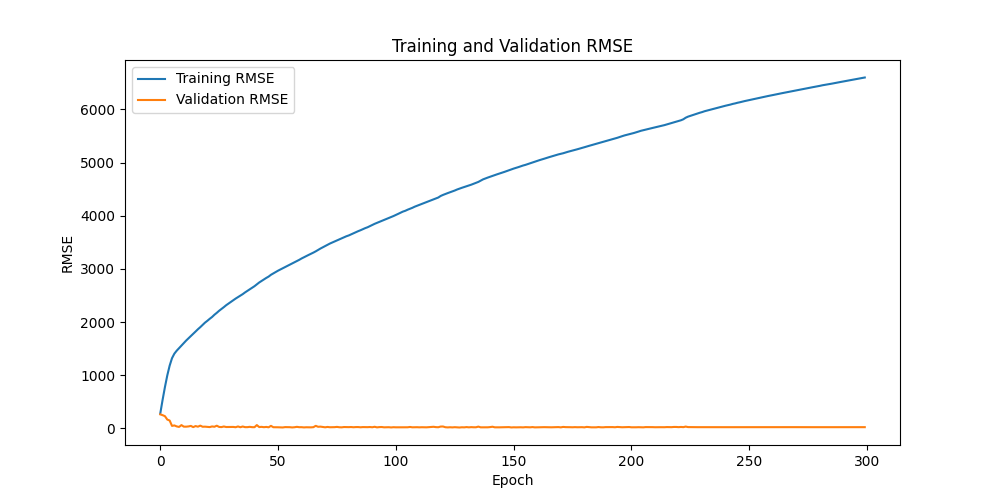 Training and Validation RMSE
Training RMSE
Validation RMSE
RMSE
6000
5000
4000
3000
2000
1000
0
0 50 100 150 200 250 300
Epoch